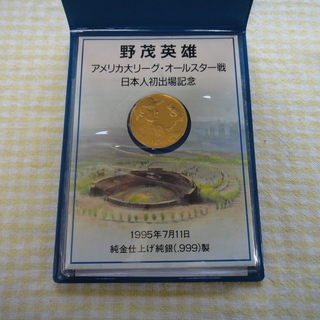 野茂英雄
アメリカ大リーグ・オールスター戦
日本人初出場記念
1995年7月11日
純金仕上げ純銀(.999)製